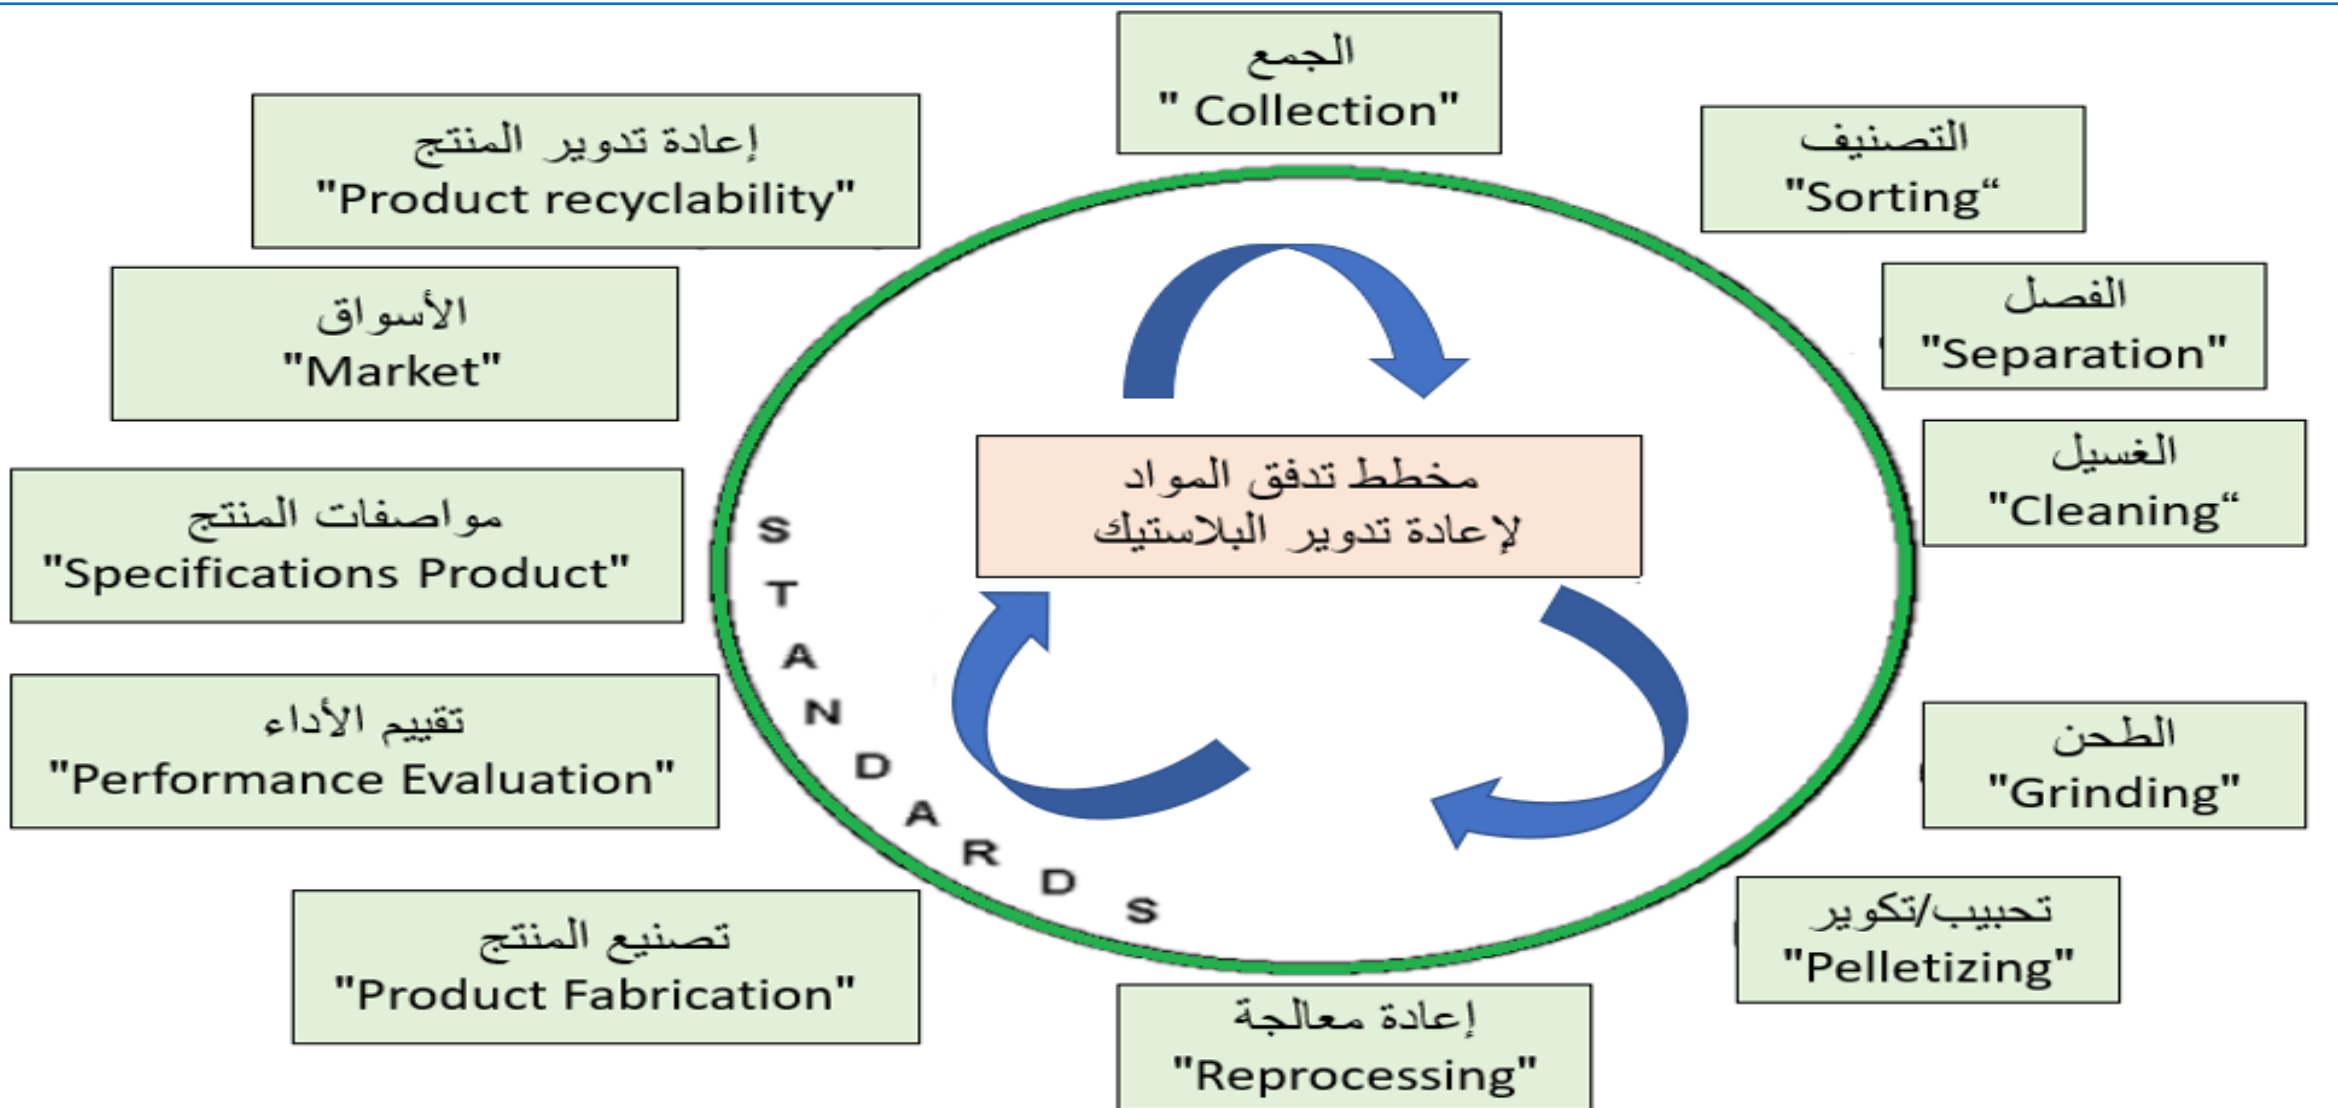 الجمع
" Collection"
التصنيف
"Sorting“
الفصل
"Separation"
الغسيل
"Cleaning“
الطحن
"Grinding"
تحبيب/تكوير
"Pelletizing"
إعادة معالجة
"Reprocessing"
تصنيع المنتج
"Product Fabrication"
تقييم الأداء
"Performance Evaluation"
مواصفات المنتج
"Specifications Product"
الأسواق
"Market"
إعادة تدوير المنتج
"Product recyclability"
مخطط تدفق المواد
لإعادة تدوير البلاستيك
STANDARDS